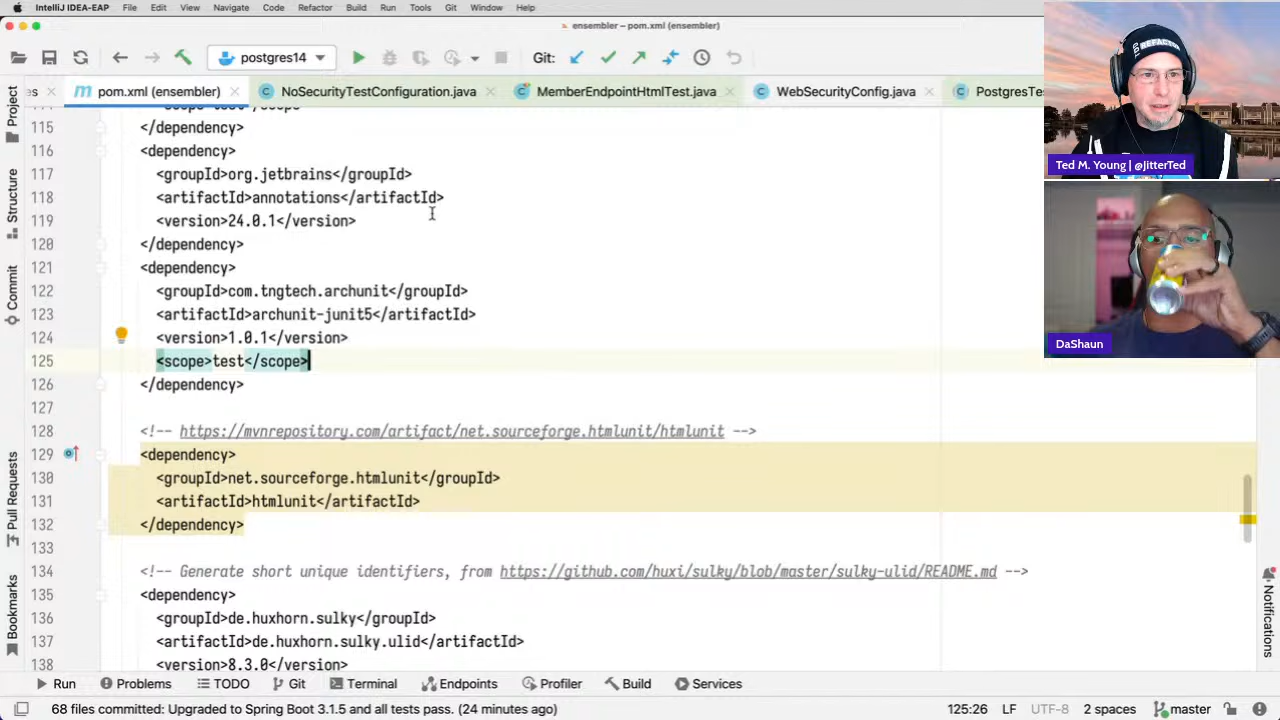 IntelliJ IDEA-EAP File Edit View Navigate Code Refactor Build Run Tools Git Window Help
ensembler – pom.xml (ensembler)
postgres14 Git:
es pom.xml (ensembler) NoSecurityTestConfiguration.java MemberEndpointHtmlTest.java WebSecurityConfig.java PostgresTes
Project
Structure
Commit
Pull Requests
Bookmarks
Notifications
115 </dependency>
116 <dependency>
117 <groupId>org.jetbrains</groupId>
118 <artifactId>annotations</artifactId>
119 <version>24.0.1</version>
120 </dependency>
121 <dependency>
122 <groupId>com.tngtech.archunit</groupId>
123 <artifactId>archunit-junit5</artifactId>
124 <version>1.0.1</version>
125 <scope>test</scope>
126 </dependency>
127
128 <!-- https://mvnrepository.com/artifact/net.sourceforge.htmlunit/htmlunit -->
129 <dependency>
130 <groupId>net.sourceforge.htmlunit</groupId>
131 <artifactId>htmlunit</artifactId>
132 </dependency>
133
134 <!-- Generate short unique identifiers, from https://github.com/huxi/sulky/blob/master/sulky-ulid/README.md -->
135 <dependency>
136 <groupId>de.huxhorn.sulky</groupId>
137 <artifactId>de.huxhorn.sulky.ulid</artifactId>
138 <version>8.3.0</version>
REFACTOR
Ted M. Young | @JitterTed
DaShaun
Run Problems TODO Git Terminal Endpoints Profiler Build Services
68 files committed: Upgraded to Spring Boot 3.1.5 and all tests pass. (24 minutes ago) 125:26 LF UTF-8 2 spaces master